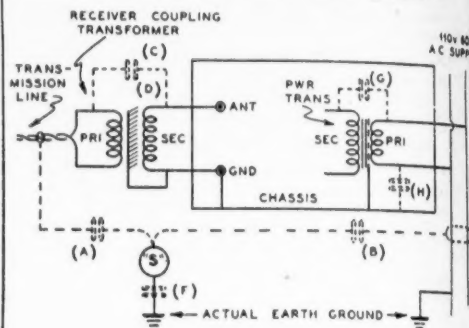 RECEIVER COUPLING
TRANSFORMER
TRANS
MISSION
LINE
(C)
(D)
PRI
SEC
ANT
GND
CHASSIS
PWR
TRANS
SEC
(G)
PRI
(H)
110V 60
A.C SUPP
(A)
(B)
"S"
(F)
ACTUAL EARTH GROUND